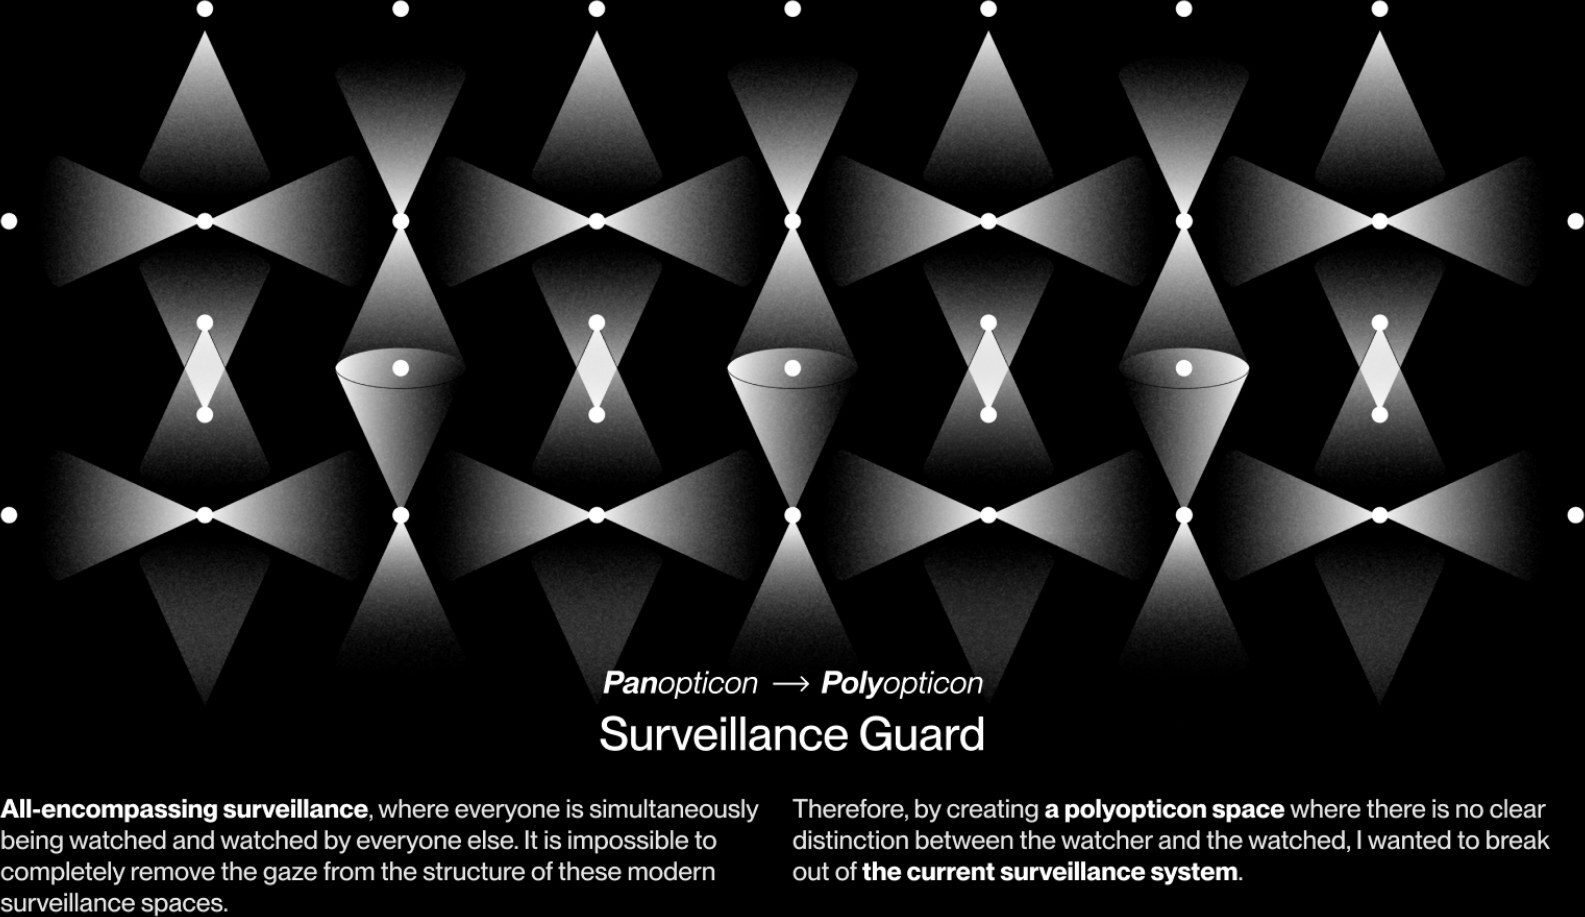 Panopticon → Polyopticon
Surveillance Guard
All-encompassing surveillance, where everyone is simultaneously
being watched and watched by everyone else. It is impossible to
completely remove the gaze from the structure of these modern
surveillance spaces.
Therefore, by creating a polyopticon space where there is no clear
distinction between the watcher and the watched, I wanted to break
out of the current surveillance system.